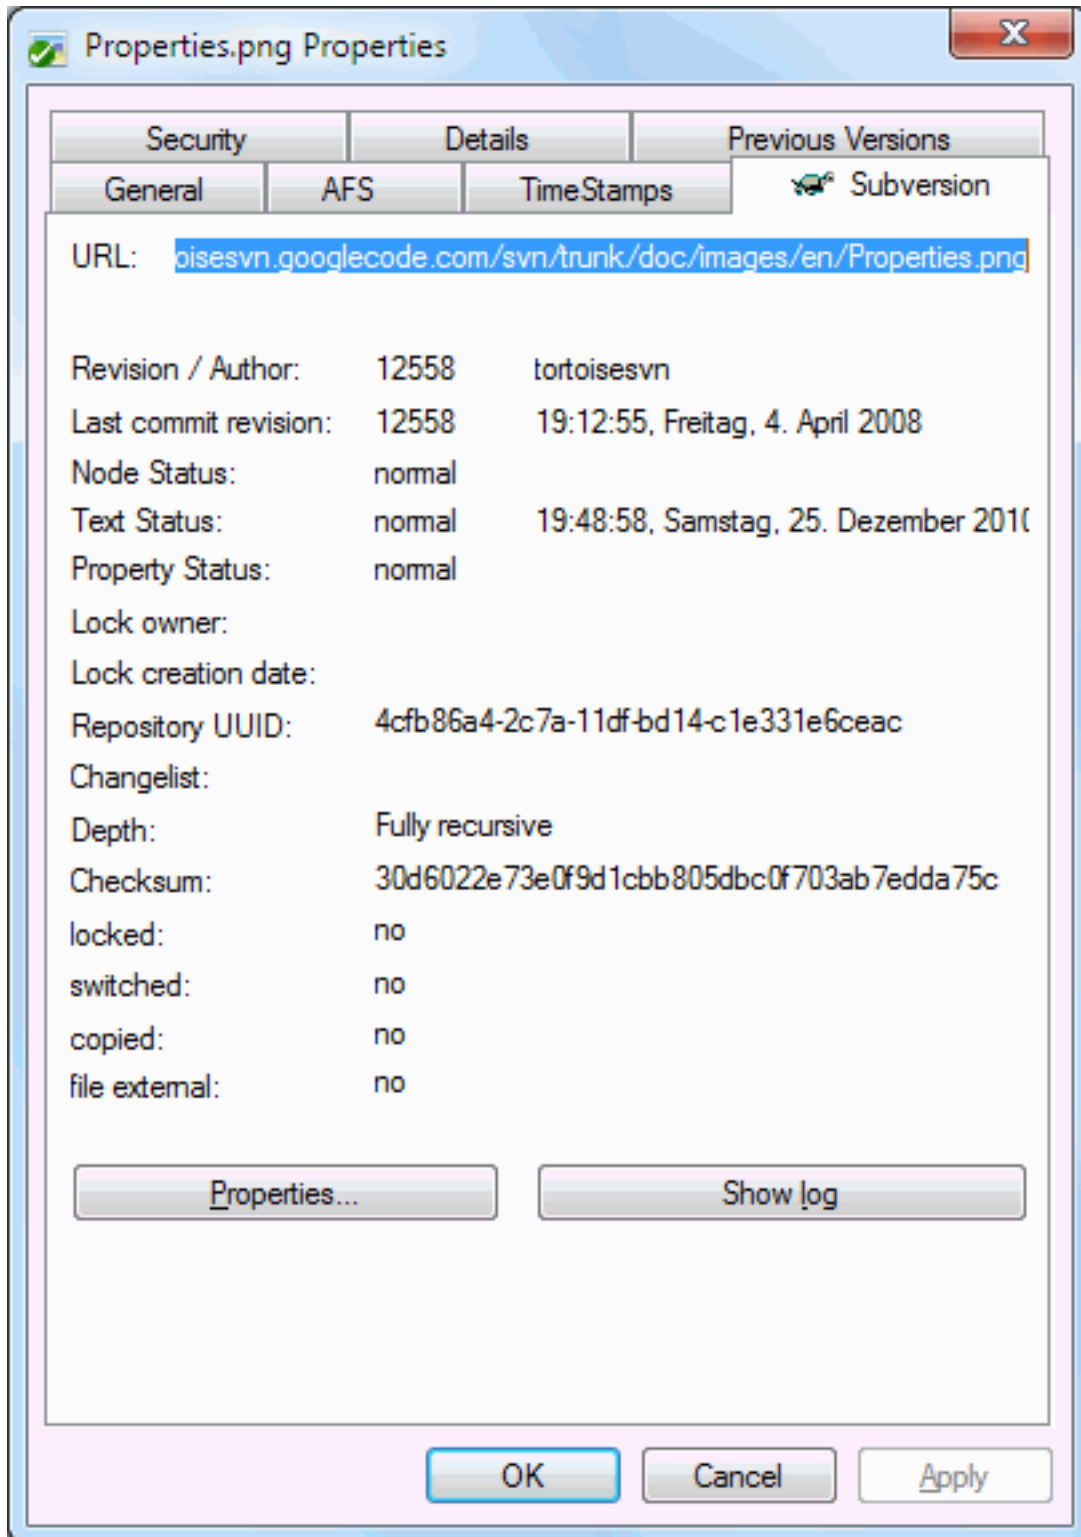 Properties.png Properties
Security Details Previous Versions
General AFS TimeStamps Subversion
URL: oisesvn.googlecode.com/svn/trunk/doc/images/en/Properties.png
Revision / Author: 12558 tortoisesvn
Last commit revision: 12558 19:12:55, Freitag, 4. April 2008
Node Status: normal
Text Status: normal 19:48:58, Samstag, 25. Dezember 2010
Property Status: normal
Lock owner:
Lock creation date:
Repository UUID: 4cfb86a4-2c7a-11df-bd14-c1e331e6ceac
Changelist:
Depth: Fully recursive
Checksum: 30d6022e73e0f9d1cbb805dbc0f703ab7edda75c
locked: no
switched: no
copied: no
file external: no
Properties... Show log
OK Cancel Apply